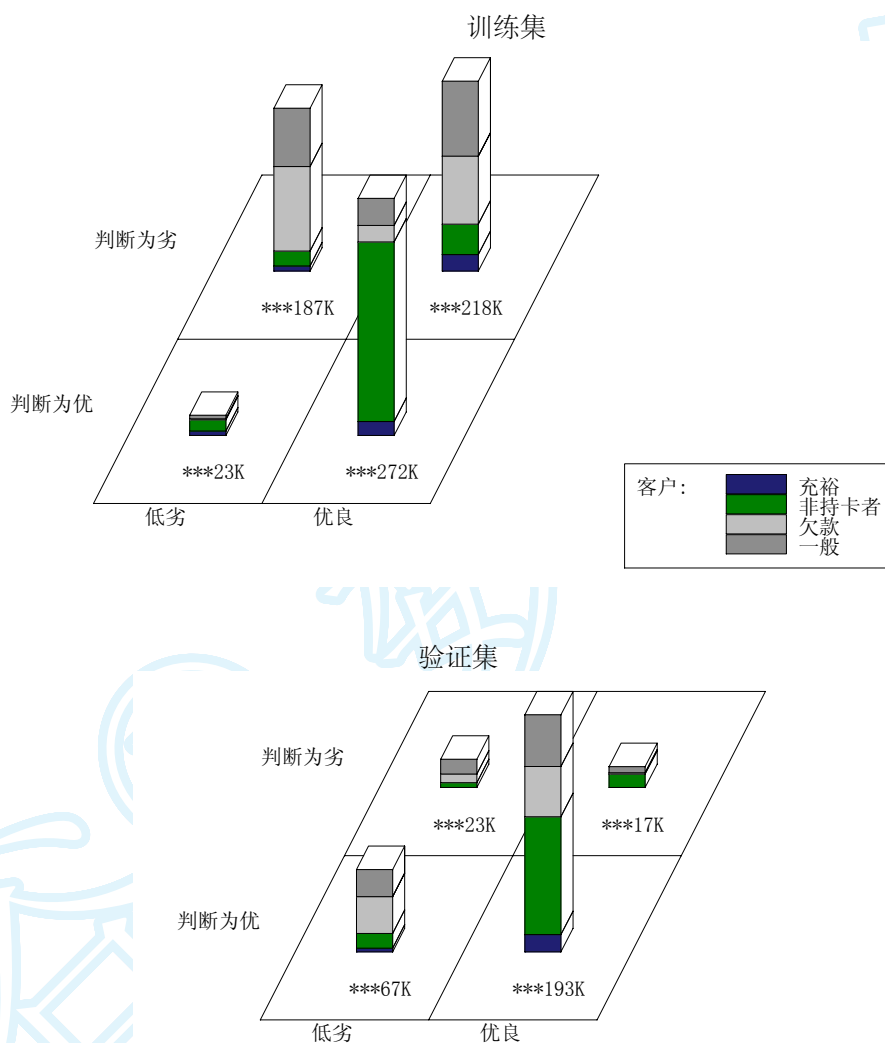 训练集
判断为劣
***187K
***218K
判断为优
***23K
***272K
低劣
优良
客户:
充裕
非持卡者
欠款
一般
验证集
判断为劣
***23K
***17K
判断为优
***67K
***193K
低劣
优良